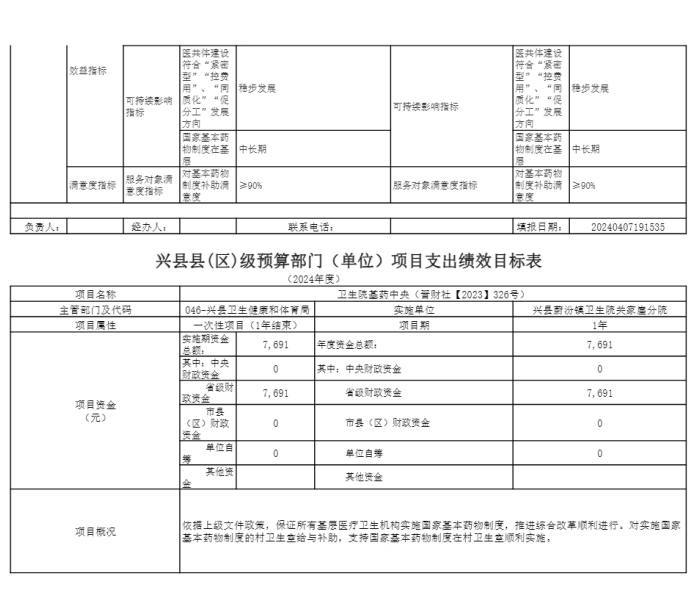 效益指标
可持续影响指标
医共体建设符合“紧密型”“控费用”、“同质化”“促分工”发展方向
稳步发展
可持续影响指标
医共体建设符合“紧密型”“控费用”、“同质化”“促分工”发展方向
稳步发展
国家基本药物制度在基层
中长期
国家基本药物制度在基层
中长期
满意度指标
服务对象满意度指标
对基本药物制度补助满意度
≥90%
服务对象满意度指标
对基本药物制度补助满意度
≥90%
负责人：
经办人：
联系电话：
填报日期：
20240407191535
兴县县(区)级预算部门（单位）项目支出绩效目标表
（2024年度）
项目名称
卫生院基药中央（晋财社【2023】326号）
主管部门及代码
046-兴县卫生健康和体育局
实施单位
兴县蔚汾镇卫生院关家崖分院
项目属性
一次性项目（1年结束）
项目期
1年
项目资金
（元）
实施期资金总额：
7,691
年度资金总额：
7,691
其中：中央财政资金
0
其中：中央财政资金
0
省级财政资金
7,691
省级财政资金
7,691
市县（区）财政资金
0
市县（区）财政资金
0
单位自筹
0
单位自筹
0
其他资金
其他资金
项目概况
依据上级文件政策，保证所有基层医疗卫生机构实施国家基本药物制度，推进综合改革顺利进行。对实施国家
基本药物制度的村卫生室给与补助，支持国家基本药物制度在村卫生室顺利实施。